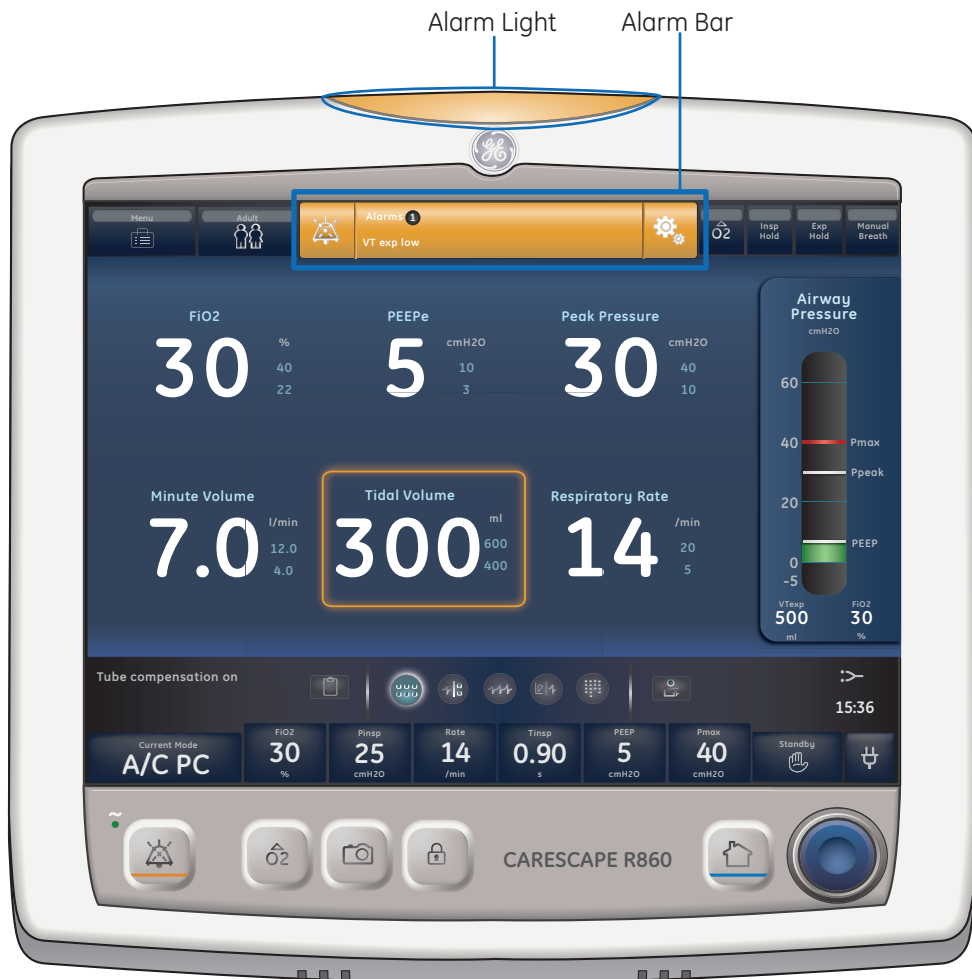 Alarm Light Alarm Bar
GE
Menu
Adult
Alarms 1
VT exp low
O2
Insp Hold
Exp Hold
Manual Breath
FiO2
30
%
40
22
PEEPe
5
cmH2O
10
3
Peak Pressure
30
cmH2O
40
10
Minute Volume
7.0
l/min
12.0
4.0
Tidal Volume
300
ml
600
400
Respiratory Rate
14
/min
20
5
Airway
Pressure
cmH2O
60
40 Pmax
Ppeak
20
PEEP
0
-5
VTexp
500
ml
FiO2
30
%
Tube compensation on
15:36
Current Mode
A/C PC
FiO2
30
%
Pinsp
25
cmH2O
Rate
14
/min
Tinsp
0.90
s
PEEP
5
cmH2O
Pmax
40
cmH2O
Standby
~
O2
CARESCAPE R860